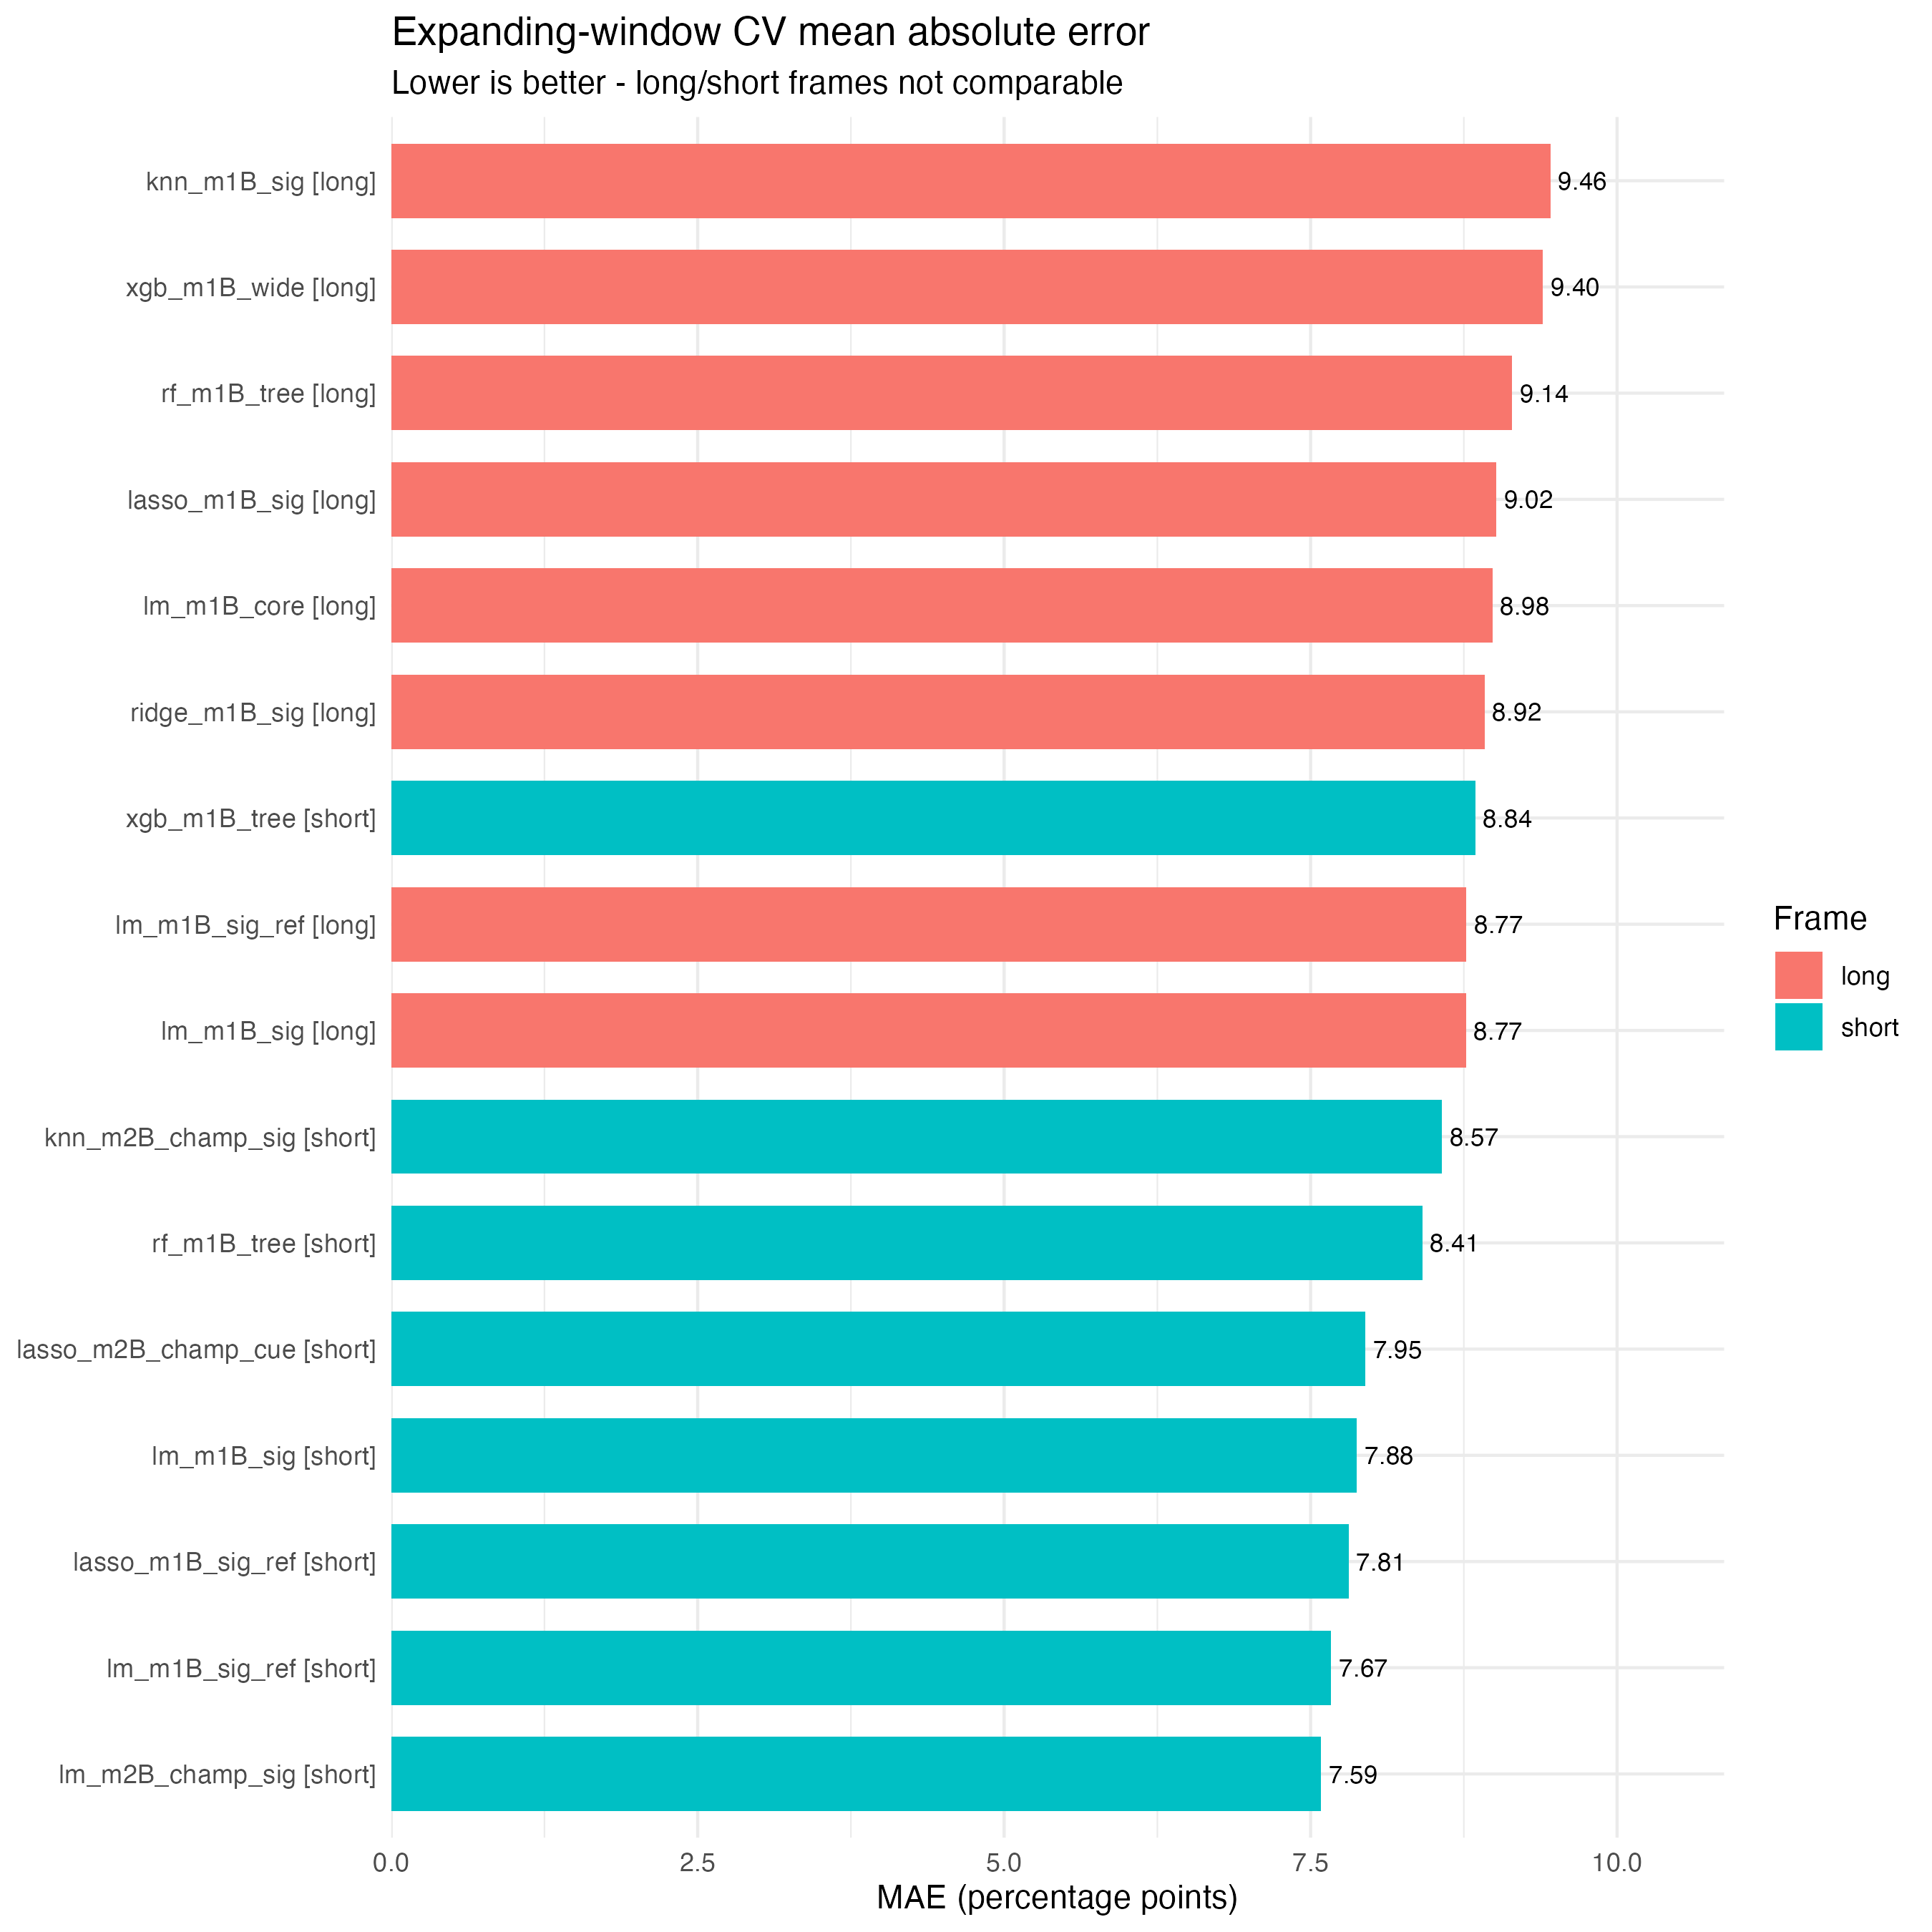 Expanding-window CV mean absolute error
Lower is better - long/short frames not comparable
knn_m1B_sig [long] 9.46
xgb_m1B_wide [long] 9.40
rf_m1B_tree [long] 9.14
lasso_m1B_sig [long] 9.02
lm_m1B_core [long] 8.98
ridge_m1B_sig [long] 8.92
xgb_m1B_tree [short] 8.84
lm_m1B_sig_ref [long] 8.77
lm_m1B_sig [long] 8.77
knn_m2B_champ_sig [short] 8.57
rf_m1B_tree [short] 8.41
lasso_m2B_champ_cue [short] 7.95
lm_m1B_sig [short] 7.88
lasso_m1B_sig_ref [short] 7.81
lm_m1B_sig_ref [short] 7.67
lm_m2B_champ_sig [short] 7.59
0.0 2.5 5.0 7.5 10.0
MAE (percentage points)
Frame
long
short